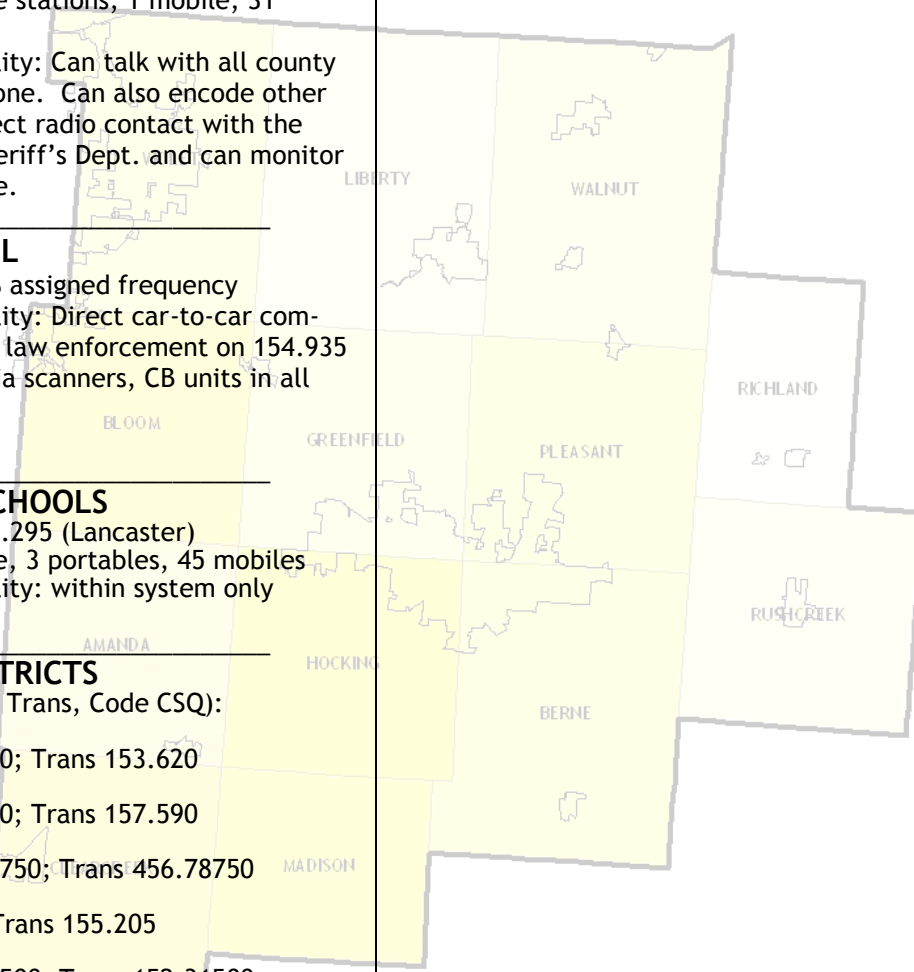 e stations, 1 mobile, 31
ity: Can talk with all county
one. Can also encode other
ect radio contact with the
eriff's Dept. and can monitor
e.
L
assigned frequency
ity: Direct car-to-car com-
law enforcement on 154.935
ia scanners, CB units in all
CHOOLS
.295 (Lancaster)
e, 3 portables, 45 mobiles
ity: within system only
TRICTS
Trans, Code CSQ):
0; Trans 153.620
0; Trans 157.590
750; Trans 456.78750
Trans 155.205
LIBERTY
WALNUT
RICHLAND
BLOOM
GREENFIELD
PLEASANT
RUSHCREEK
AMANDA
HOCKING
BERNE
MADISON